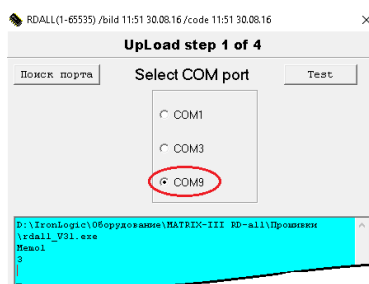 RDALL(1-65535) /bild 11:51 30.08.16 /code 11:51 30.08.16
UpLoad step 1 of 4
Поиск порта
Select COM port
Test
COM1
COM3
COM9
D:\IronLogic\Оборудование\MATRIX-III RD-all\Прошивки
\rdall_V31.exe
Memo1
3